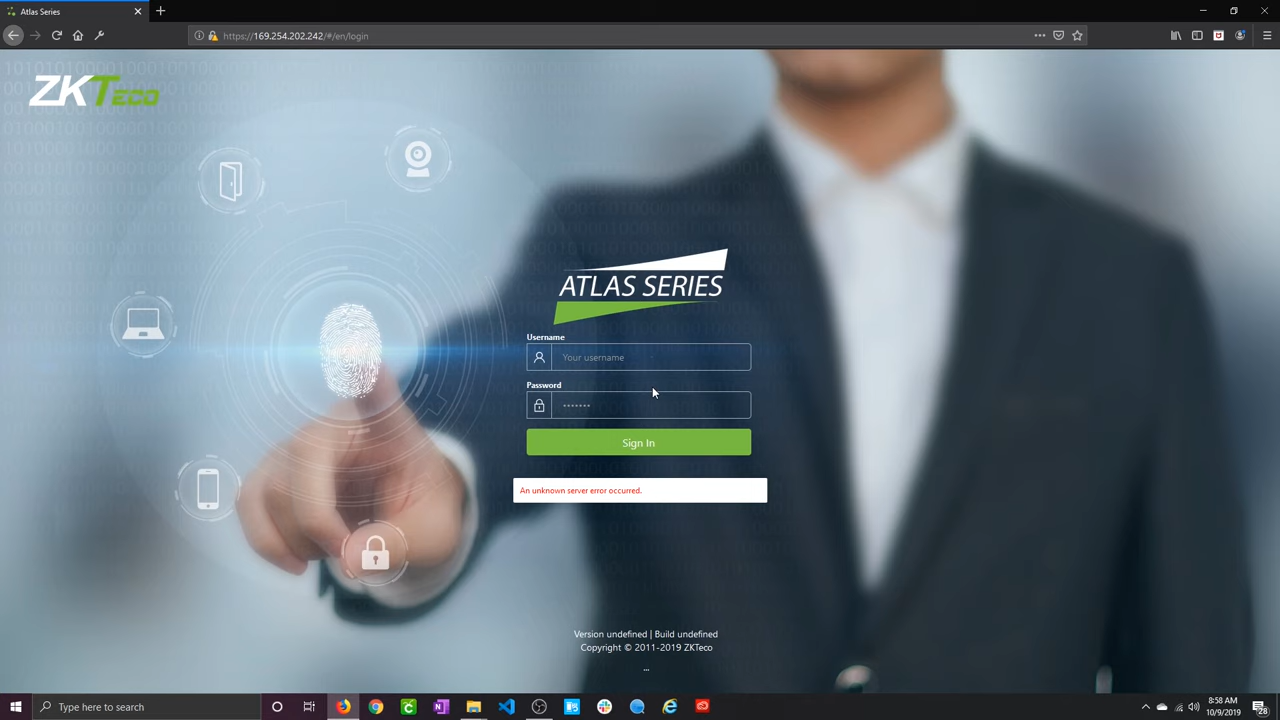 Atlas Series
https://169.254.202.242/#/en/login
ZKTeco
ATLAS SERIES
Username
Your username
Password
Sign In
An unknown server error occurred.
Version undefined | Build undefined
Copyright © 2011-2019 ZKTeco
...
Type here to search
8:58 AM
10/9/2019
28